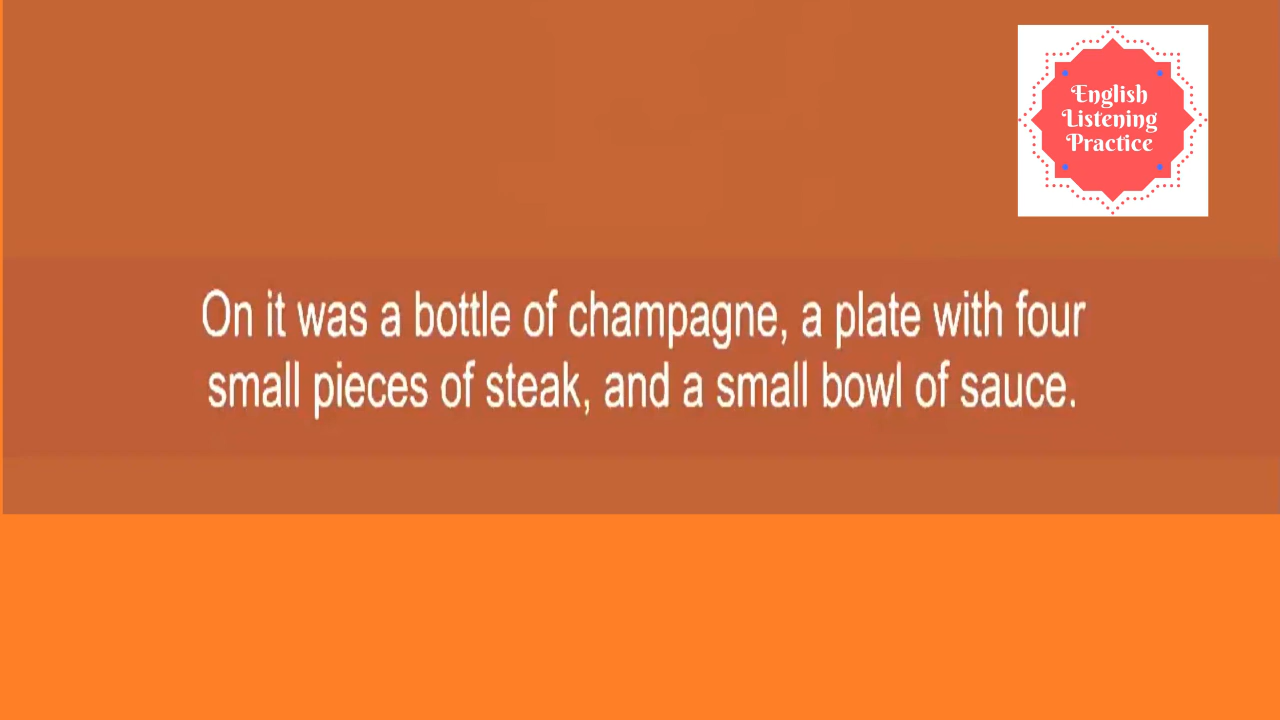 English
Listening
Practice
On it was a bottle of champagne, a plate with four
small pieces of steak, and a small bowl of sauce.